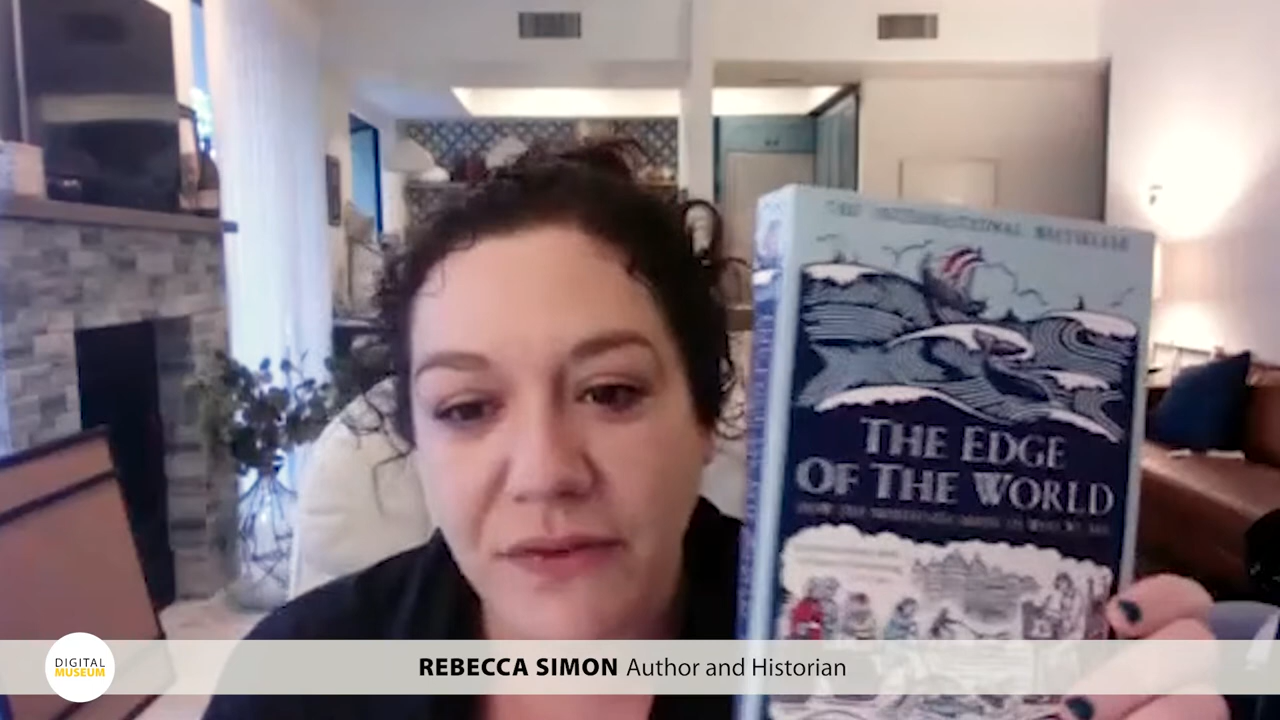 THE INTERNATIONAL BESTSELLER
THE EDGE
OF THE WORLD
DIGITAL
MUSEUM
REBECCA SIMON Author and Historian